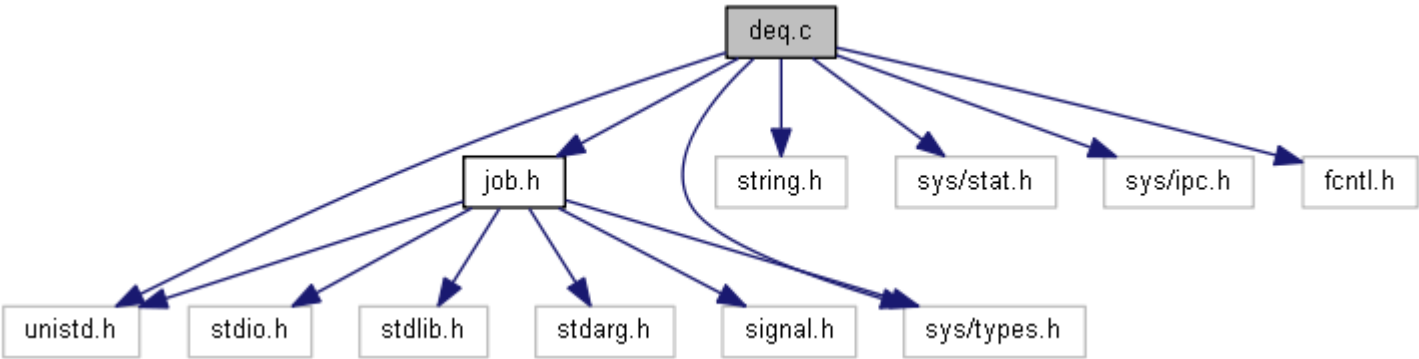 deq.c
job.h
string.h
sys/stat.h
sys/ipc.h
fcntl.h
unistd.h
stdio.h
stdlib.h
stdarg.h
signal.h
sys/types.h